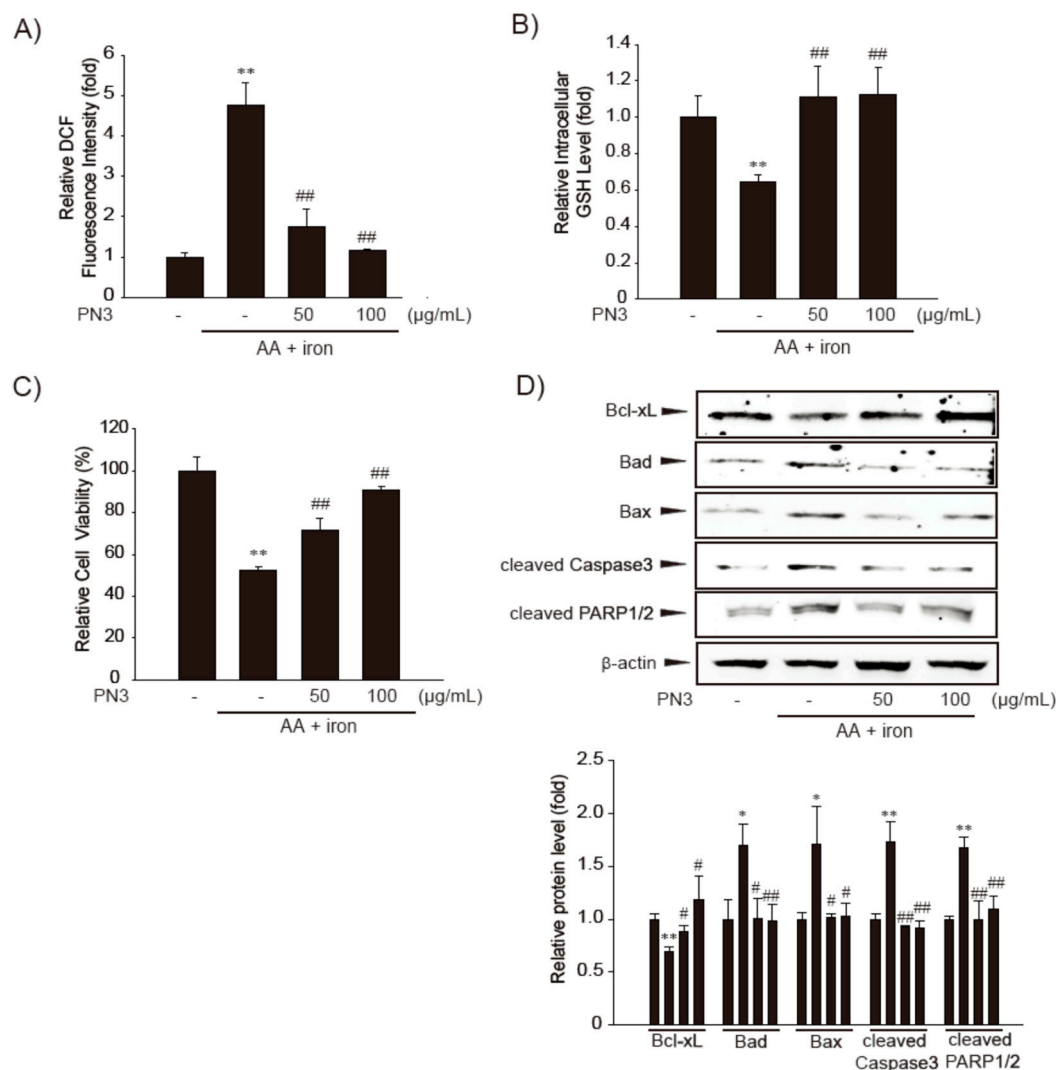 A)
Relative DCF
Fluorescence Intensity (fold)
6
5
4
2
1
0
**
##
##
PN3
-
-
50
100
(µg/mL)
AA + iron
B)
Relative Intracellular
GSH Level (fold)
1.4
1.2
1.0
0.8
0.6
0.4
0.2
0
**
##
##
PN3
-
-
50
100
(µg/mL)
AA + iron
C)
Relative Cell Viability (%)
120
100
80
60
40
20
0
**
##
##
PN3
-
-
50
100
(µg/mL)
AA + iron
D)
Bcl-xL
Bad
Bax
cleaved Caspase3
cleaved PARP1/2
β-actin
PN3
-
-
50
100
(µg/mL)
AA + iron
Relative protein level (fold)
2.5
2.0
1.5
1.0
0.5
0
**
#
#
*
#
##
*
#
#
**
##
##
**
##
##
Bcl-xL
Bad
Bax
cleaved
Caspase3
cleaved
PARP1/2